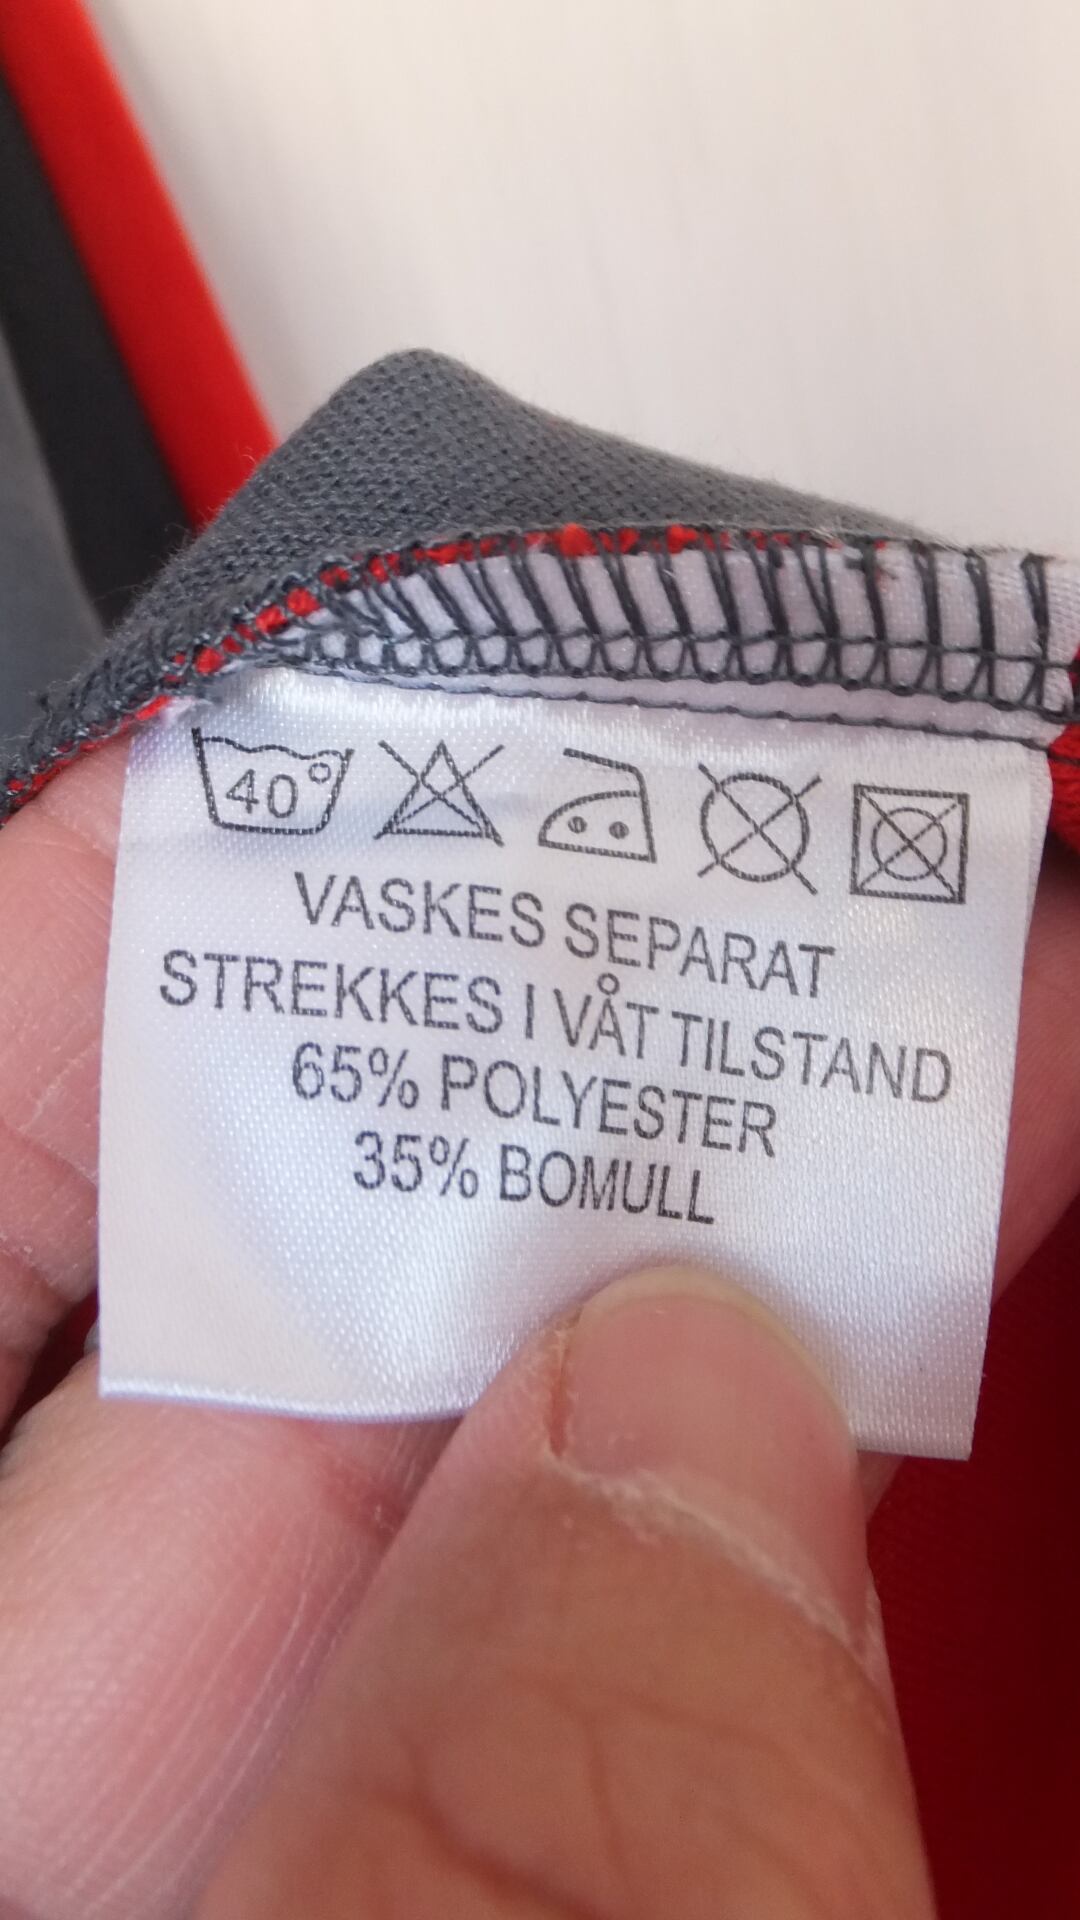 40°
VASKES SEPARAT
STREKKES I VÅT TILSTAND
65% POLYESTER
35% BOMULL